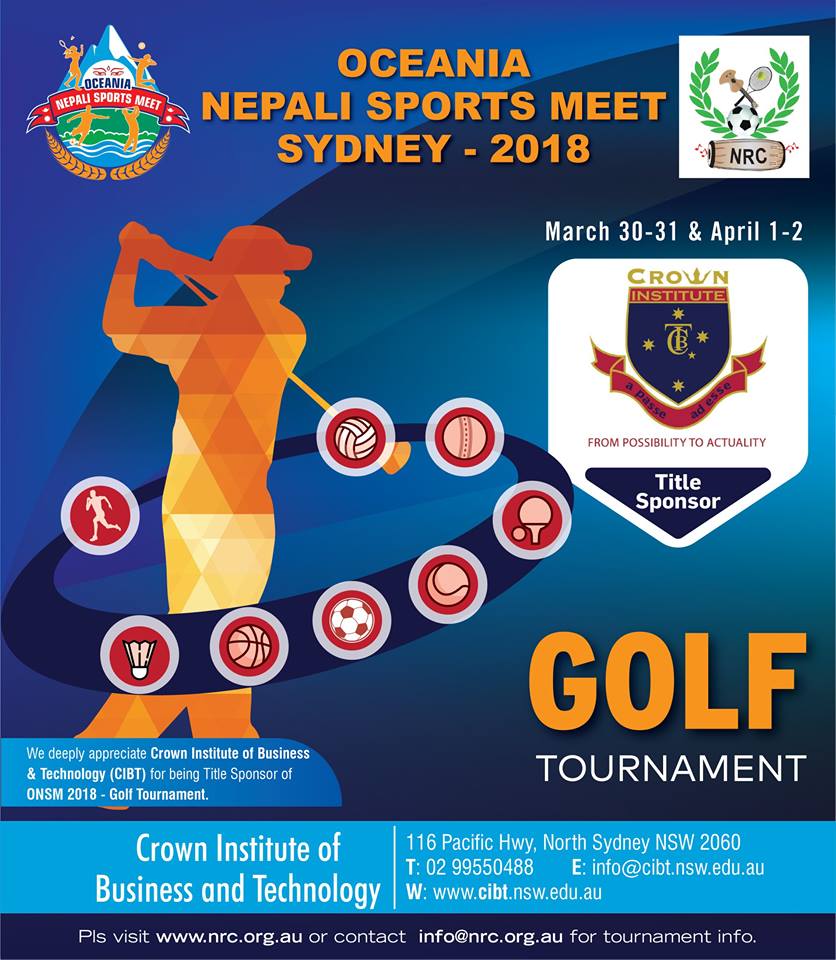 OCEANIA
NEPALI SPORTS MEET
OCEANIA
NEPALI SPORTS MEET
SYDNEY - 2018
NRC
March 30-31 & April 1-2
CROWN
INSTITUTE
a passe ad esse
FROM POSSIBILITY TO ACTUALITY
Title
Sponsor
GOLF
TOURNAMENT
We deeply appreciate Crown Institute of Business
& Technology (CIBT) for being Title Sponsor of
ONSM 2018 - Golf Tournament.
Crown Institute of
Business and Technology
116 Pacific Hwy, North Sydney NSW 2060
T: 02 99550488 E: info@cibt.nsw.edu.au
W: www.cibt.nsw.edu.au
Pls visit www.nrc.org.au or contact info@nrc.org.au for tournament info.